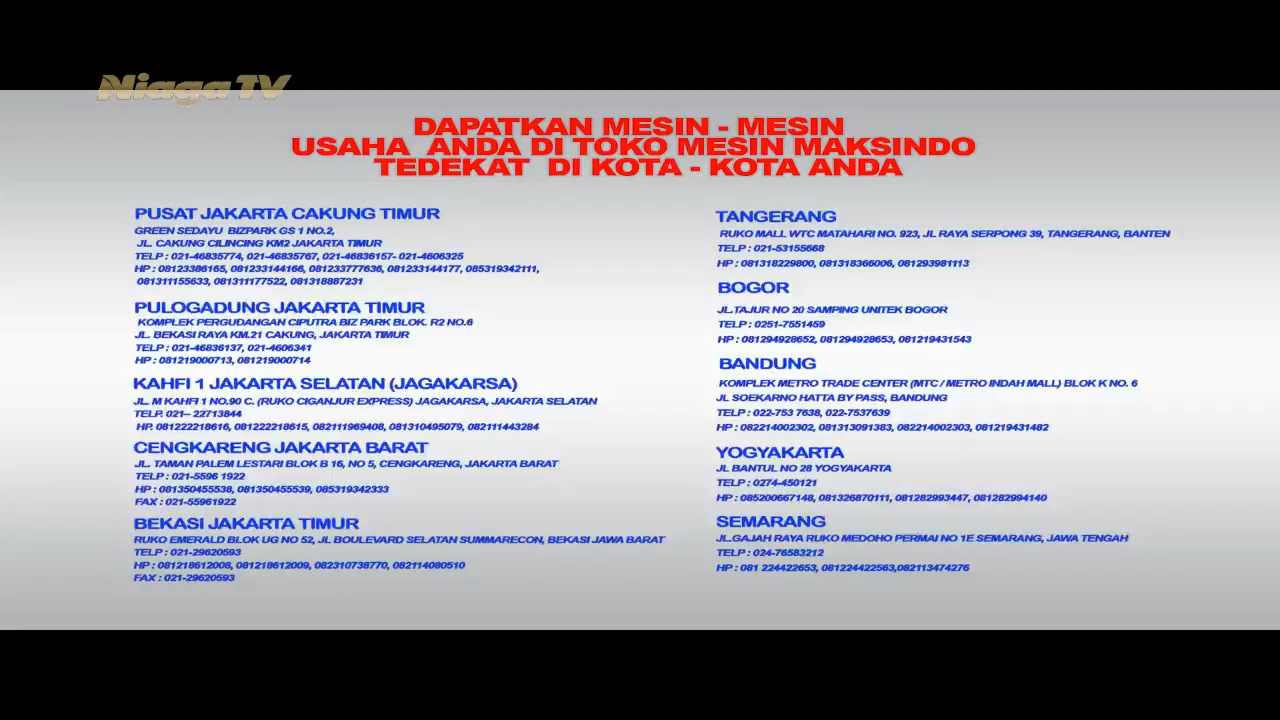 Niaga TV
DAPATKAN MESIN - MESIN
USAHA ANDA DI TOKO MESIN MAKSINDO
TEDEKAT DI KOTA - KOTA ANDA
PUSAT JAKARTA CAKUNG TIMUR
GREEN SEDAYU BIZPARK GS 1 NO.2,
JL. CAKUNG CILINCING KM2 JAKARTA TIMUR
TELP : 021-46835774, 021-46835767, 021-46836157- 021-4606325
HP : 08123386165, 081233144166, 081233777636, 081233144177, 085319342111,
081311155633, 081311177522, 081318887231
PULOGADUNG JAKARTA TIMUR
KOMPLEK PERGUDANGAN CIPUTRA BIZ PARK BLOK. R2 NO.6
JL. BEKASI RAYA KM.21 CAKUNG, JAKARTA TIMUR
TELP : 021-46836137, 021-4606341
HP : 081219000713, 081219000714
KAHFI 1 JAKARTA SELATAN (JAGAKARSA)
JL. M KAHFI 1 NO.90 C. (RUKO CIGANJUR EXPRESS) JAGAKARSA, JAKARTA SELATAN
TELP. 021-- 22713844
HP. 081222218616, 081222218615, 082111969408, 081310495079, 082111443284
CENGKARENG JAKARTA BARAT
JL. TAMAN PALEM LESTARI BLOK B 16, NO 5, CENGKARENG, JAKARTA BARAT
TELP : 021-5596 1922
HP : 081350455538, 081350455539, 085319342333
FAX : 021-55961922
BEKASI JAKARTA TIMUR
RUKO EMERALD BLOK UG NO 52, JL BOULEVARD SELATAN SUMMARECON, BEKASI JAWA BARAT
TELP : 021-29620593
HP : 081218612008, 081218612009, 082310738770, 082114080510
FAX : 021-29620593
TANGERANG
RUKO MALL WTC MATAHARI NO. 923, JL RAYA SERPONG 39, TANGERANG, BANTEN
TELP : 021-53155668
HP : 081318229800, 081318366006, 081293981113
BOGOR
JL.TAJUR NO 20 SAMPING UNITEK BOGOR
TELP : 0251-7551459
HP : 081294928652, 081294928653, 081219431543
BANDUNG
KOMPLEK METRO TRADE CENTER (MTC / METRO INDAH MALL) BLOK K NO. 6
JL SOEKARNO HATTA BY PASS, BANDUNG
TELP : 022-753 7638, 022-7537639
HP : 082214002302, 081313091383, 082214002303, 081219431482
YOGYAKARTA
JL BANTUL NO 28 YOGYAKARTA
TELP : 0274-450121
HP : 085200667148, 081326870111, 081282993447, 081282994140
SEMARANG
JL.GAJAH RAYA RUKO MEDOHO PERMAI NO 1E SEMARANG, JAWA TENGAH
TELP : 024-76583212
HP : 081 224422653, 081224422563,082113474276